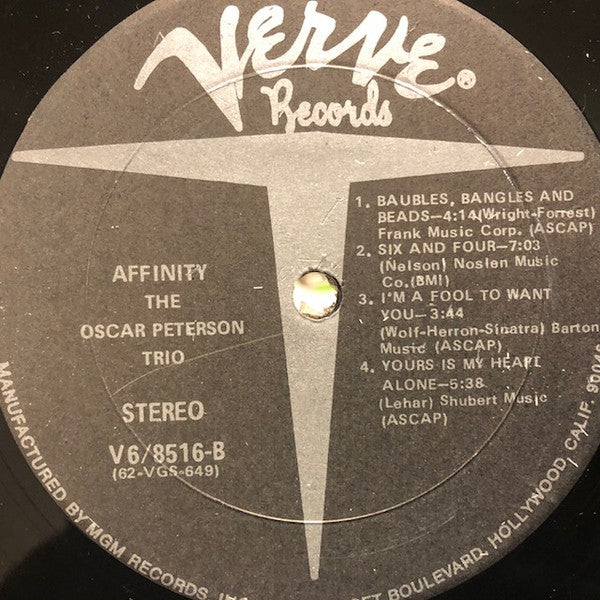 Verve®
Records
AFFINITY
THE
OSCAR PETERSON
TRIO
STEREO
V6/8516-B
(62-VGS-649)
1. BAUBLES, BANGLES AND
BEADS—4:14(Wright-Forrest)
Frank Music Corp. (ASCAP)
2. SIX AND FOUR—7:03
(Nelson) Noslen Music
Co.(BMI)
3. I'M A FOOL TO WANT
YOU—3:44
(Wolf-Herron-Sinatra) Barton
Music (ASCAP)
4. YOURS IS MY HEART
ALONE—5:38
(Lehar) Shubert Music
(ASCAP)
MANUFACTURED BY MGM RECORDS, BOULEVARD, HOLLYWOOD, CALIF. 90046